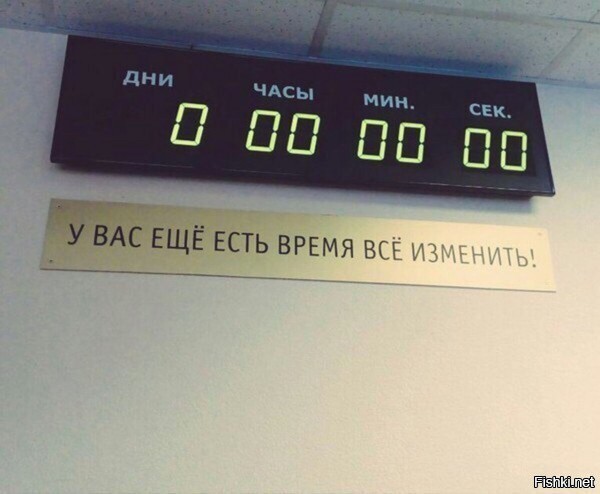 ДНИ ЧАСЫ МИН. СЕК.
0 00 00 00
У ВАС ЕЩЁ ЕСТЬ ВРЕМЯ ВСЁ ИЗМЕНИТЬ!
Fishki.net